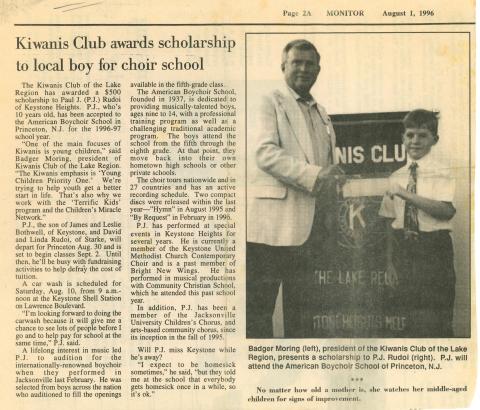 Page 2A   MONITOR   August 1, 1996
Kiwanis Club awards scholarship
to local boy for choir school
The Kiwanis Club of the Lake
Region has awarded a $500
scholarship to Paul J. (P.J.) Rudoi
of Keystone Heights. P.J., who's
10 years old, has been accepted to
the American Boychoir School in
Princeton, N.J. for the 1996-97
school year.
"One of the main focuses of
Kiwanis is young children," said
Badger Moring, president of
Kiwanis Club of the Lake Region.
"The Kiwanis emphasis is 'Young
Children Priority One.' We're
trying to help youth get a better
start in life. That's also why we
work with the 'Terrific Kids'
program and the Children's Miracle
Network."
P.J., the son of James and Leslie
Bothwell, of Keystone, and David
and Linda Rudoi, of Starke, will
depart for Princeton Aug. 30 and is
set to begin classes Sept. 2. Until
then, he'll be busy with fundraising
activities to help defray the cost of
tuition.
A car wash is scheduled for
Saturday, Aug. 10, from 9 a.m.-
noon at the Keystone Shell Station
on Lawrence Boulevard.
"I'm looking forward to doing the
carwash because it will give me a
chance to see lots of people before I
go and to help pay for school at the
same time," P.J. said.
A lifelong interest in music led
P.J. to audition for the
internationally-renowned boychoir
when they performed in
Jacksonville last February. He was
selected from boys across the nation
who auditioned to fill the openings
available in the fifth-grade class.
The American Boychoir School,
founded in 1937, is dedicated to
providing musically-talented boys,
ages nine to 14, with a professional
training program as well as a
challenging traditional academic
program. The boys attend the
school from the fifth through the
eighth grade. At that point, they
move back into their own
hometown high schools or other
private schools.
The choir tours nationwide and in
27 countries and has an active
recording schedule. Two compact
discs were released within the last
year—"Hymn" in August 1995 and
"By Request" in February in 1996.
P.J. has performed at special
events in Keystone Heights for
several years. He is currently a
member of the Keystone United
Methodist Church Contemporary
Choir and is a past member of
Bright New Wings. He has
performed in musical productions
with Community Christian School,
which he attended this past school
year.
In addition, P.J. has been a
member of the Jacksonville
University Children's Chorus, and
arts-based community chorus, since
its inception in the fall of 1995.
Will P.J. miss Keystone while
he's away?
"I expect to be homesick
sometimes," he said, "but they told
me at the school that everybody
gets homesick once in a while, so
it's ok."
ANIS CLU
K
THE LAKE
Badger Moring (left), president of the Kiwanis Club of the Lake
Region, presents a scholarship to P.J. Rudoi (right). P.J. will
attend the American Boychoir School of Princeton, N.J.
***
No matter how old a mother is, she watches her middle-aged
children for signs of improvement.